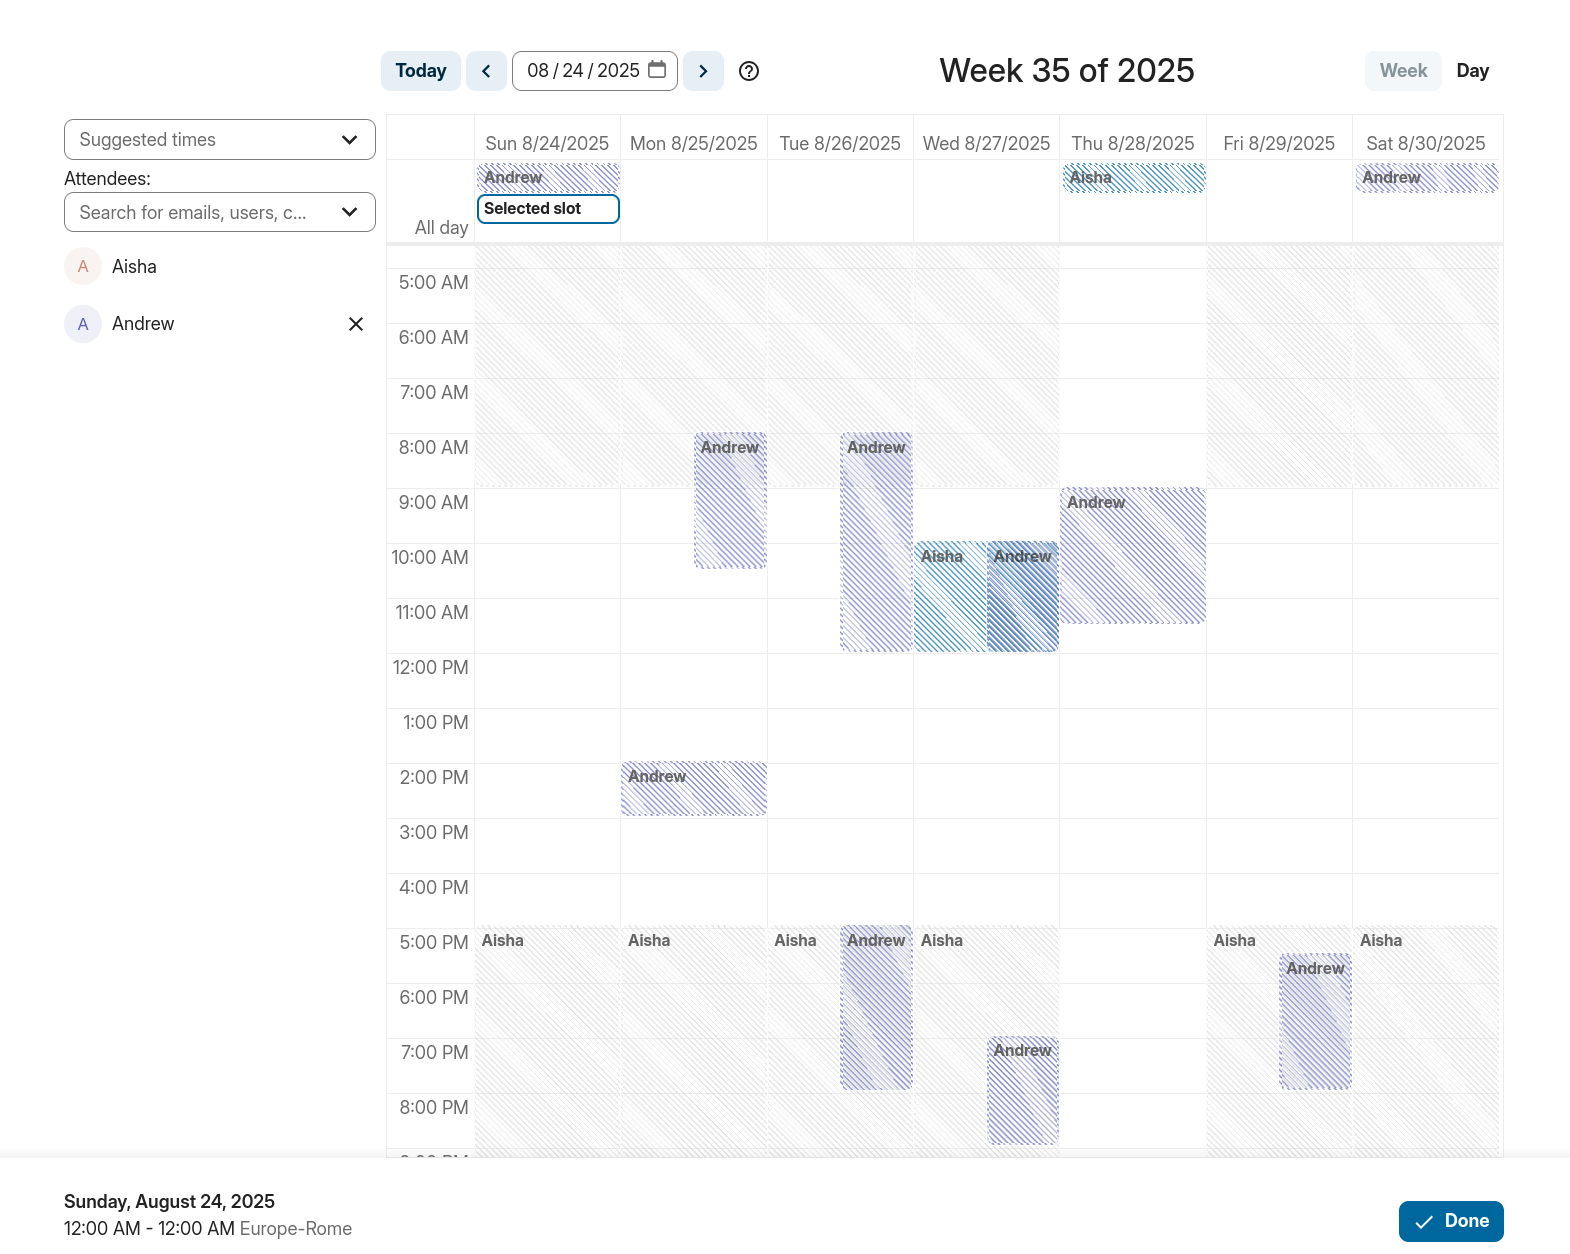 Today
08 / 24 / 2025
Week 35 of 2025
Week
Day
Suggested times
Attendees:
Search for emails, users, c...
A
Aisha
A
Andrew
Sun 8/24/2025
Mon 8/25/2025
Tue 8/26/2025
Wed 8/27/2025
Thu 8/28/2025
Fri 8/29/2025
Sat 8/30/2025
Andrew
Aisha
Andrew
Selected slot
All day
5:00 AM
6:00 AM
7:00 AM
8:00 AM
Andrew
Andrew
9:00 AM
Andrew
10:00 AM
Aisha
Andrew
11:00 AM
12:00 PM
1:00 PM
2:00 PM
Andrew
3:00 PM
4:00 PM
5:00 PM
Aisha
Aisha
Aisha
Andrew
Aisha
Aisha
Aisha
Andrew
6:00 PM
7:00 PM
Andrew
8:00 PM
Sunday, August 24, 2025
12:00 AM - 12:00 AM Europe-Rome
Done